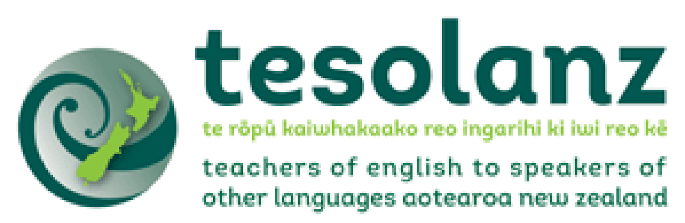 tesolanz
te rōpū kaiwhakaako reo ingarihi ki iwi reo kē
teachers of english to speakers of
other languages aotearoa new zealand